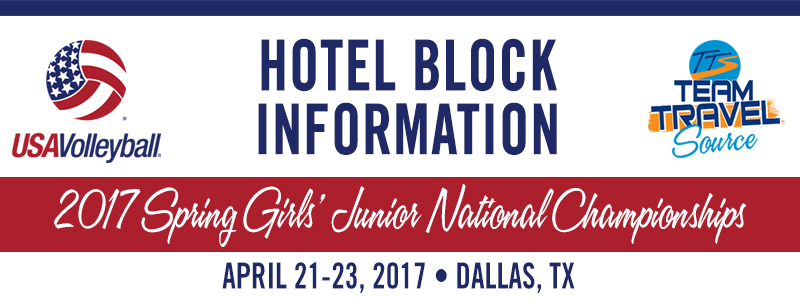 HOTEL BLOCK
INFORMATION
USAVolleyball®
TTS
TEAM
TRAVEL
Source
2017 Spring Girls' Junior National Championships
APRIL 21-23, 2017 • DALLAS, TX